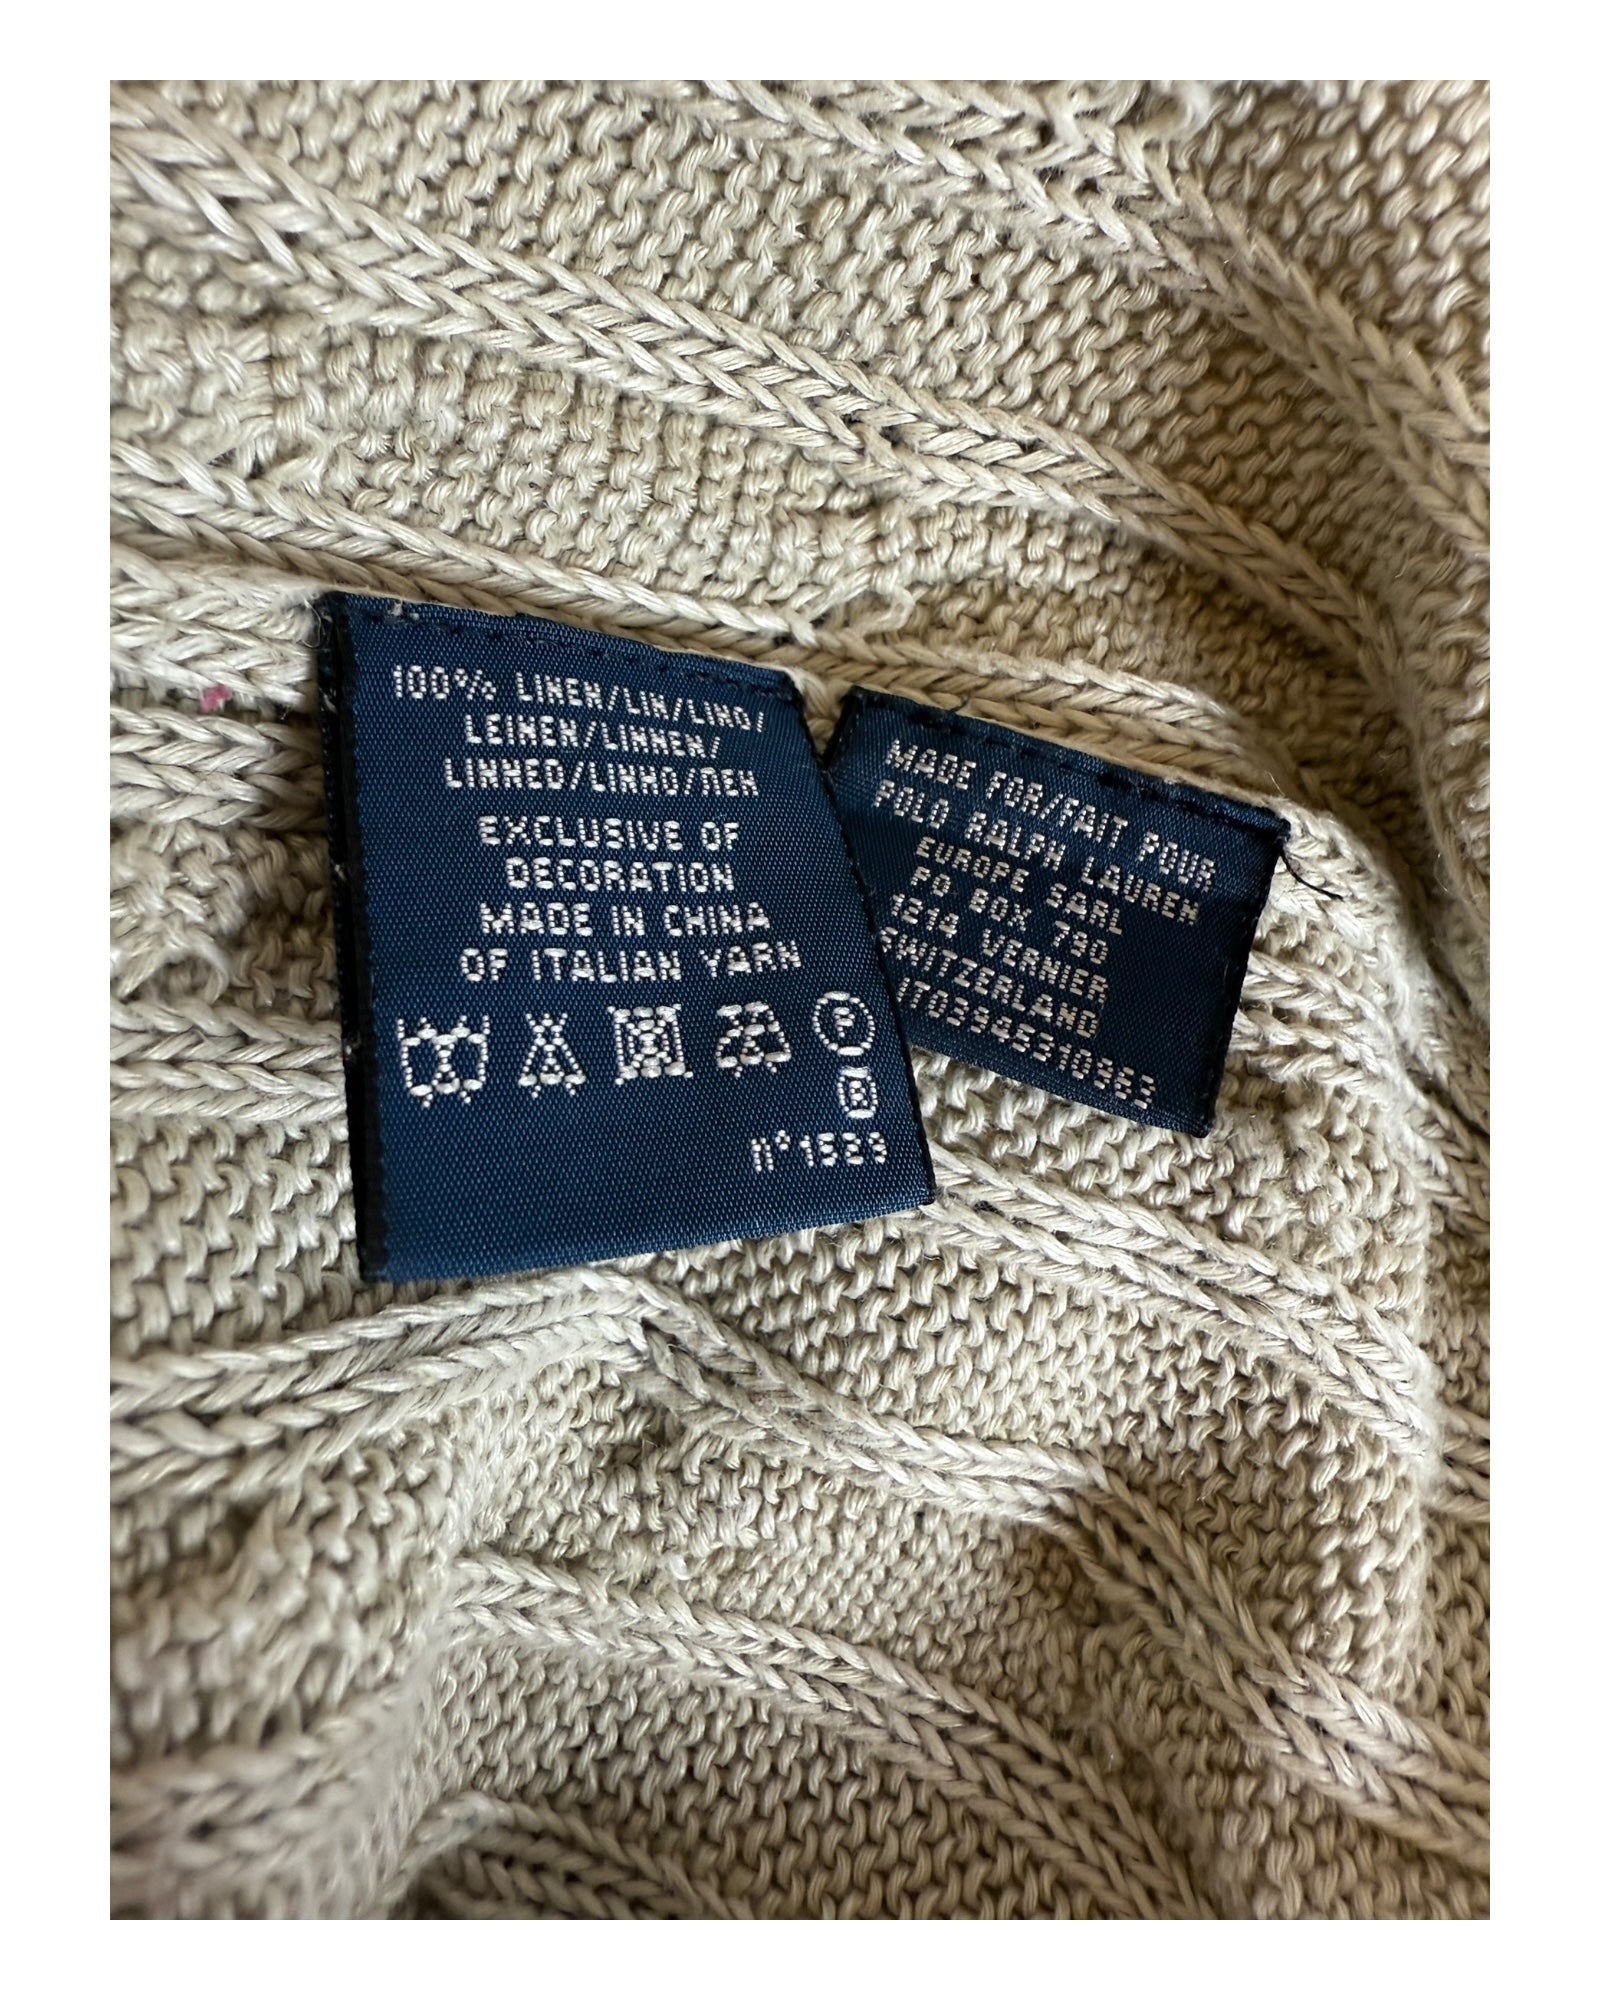 100% LINEN/LIN/LINO/
LEINEN/LINNEN/
LINNED/LINHO/ЛЕН
EXCLUSIVE OF
DECORATION
MADE IN CHINA
OF ITALIAN YARN
P
R
n°1529
MADE FOR/FAIT POUR
POLO RALPH LAUREN
EUROPE SARL
PO BOX 790
1214 VERNIER
SWITZERLAND